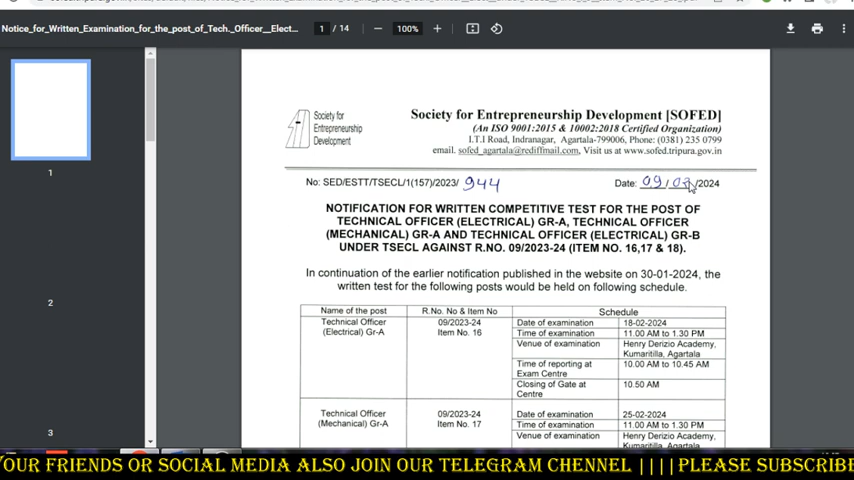 Notice_for_Written_Examination_for_the_post_of_Tech._Officer__Elect...
1 / 14
100%
Society for
Entrepreneurship
Development
Society for Entrepreneurship Development [SOFED]
(An ISO 9001:2015 & 10002:2018 Certified Organization)
I.T.I Road, Indranagar, Agartala-799006, Phone: (0381) 235 0799
email. sofed_agartala@rediffmail.com, Visit us at www.sofed.tripura.gov.in
No: SED/ESTT/TSECL/1(157)/2023/ 944
Date: 09/02/2024
NOTIFICATION FOR WRITTEN COMPETITIVE TEST FOR THE POST OF
TECHNICAL OFFICER (ELECTRICAL) GR-A, TECHNICAL OFFICER
(MECHANICAL) GR-A AND TECHNICAL OFFICER (ELECTRICAL) GR-B
UNDER TSECL AGAINST R.NO. 09/2023-24 (ITEM NO. 16,17 & 18).
In continuation of the earlier notification published in the website on 30-01-2024, the
written test for the following posts would be held on following schedule.
Name of the post R.No. No & Item No Schedule
Technical Officer (Electrical) Gr-A
09/2023-24 Item No. 16
Date of examination 18-02-2024
Time of examination 11.00 AM to 1.30 PM
Venue of examination Henry Derizio Academy, Kumaritilla, Agartala
Time of reporting at Exam Centre 10.00 AM to 10.45 AM
Closing of Gate at Centre 10.50 AM
Technical Officer (Mechanical) Gr-A
09/2023-24 Item No. 17
Date of examination 25-02-2024
Time of examination 11.00 AM to 1.30 PM
Venue of examination Henry Derizio Academy, Kumaritilla, Agartala
1
2
3
YOUR FRIENDS OR SOCIAL MEDIA ALSO JOIN OUR TELEGRAM CHENNEL ||||PLEASE SUBSCRIBE